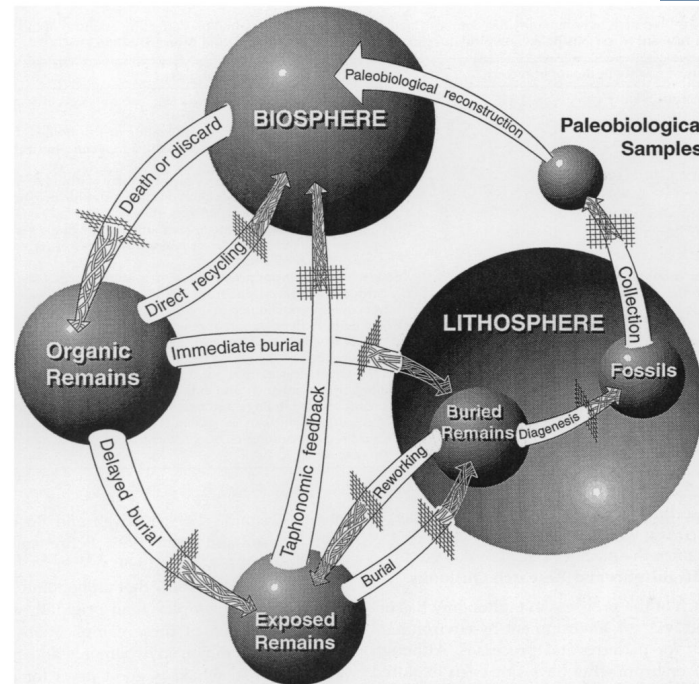 Paleobiological reconstruction
BIOSPHERE
Paleobiological
Samples
Death or discard
Direct recycling
Collection
LITHOSPHERE
Organic
Remains
Immediate burial
Fossils
Buried
Remains
Diagenesis
Taphonomic feedback
Reworking
Delayed burial
Burial
Exposed
Remains